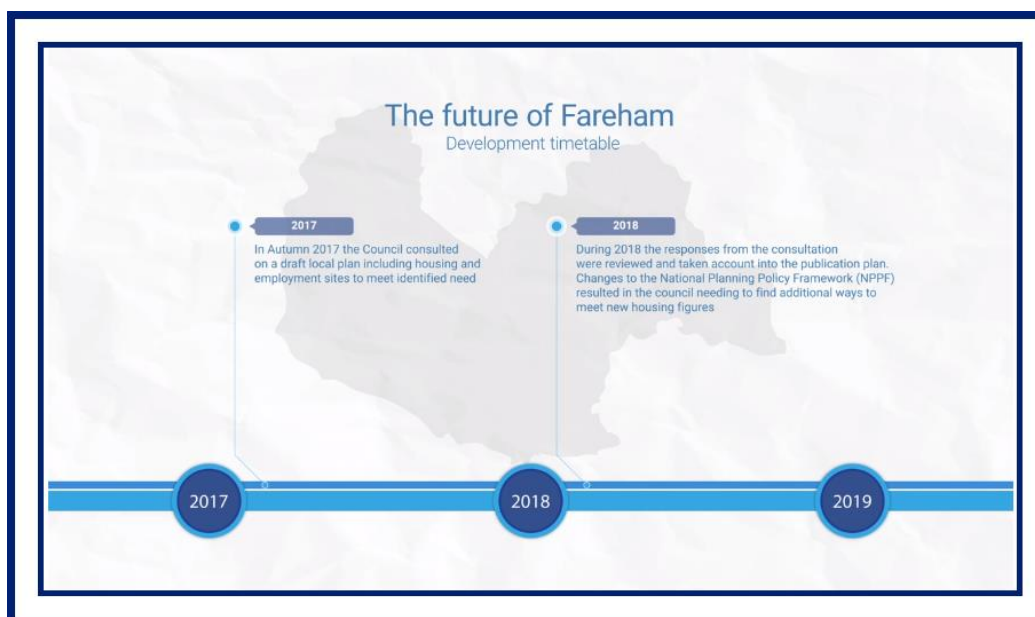 The future of Fareham
Development timetable
2017
In Autumn 2017 the Council consulted
on a draft local plan including housing and
employment sites to meet identified need
2018
During 2018 the responses from the consultation
were reviewed and taken account into the publication plan.
Changes to the National Planning Policy Framework (NPPF)
resulted in the council needing to find additional ways to
meet new housing figures
2017
2018
2019